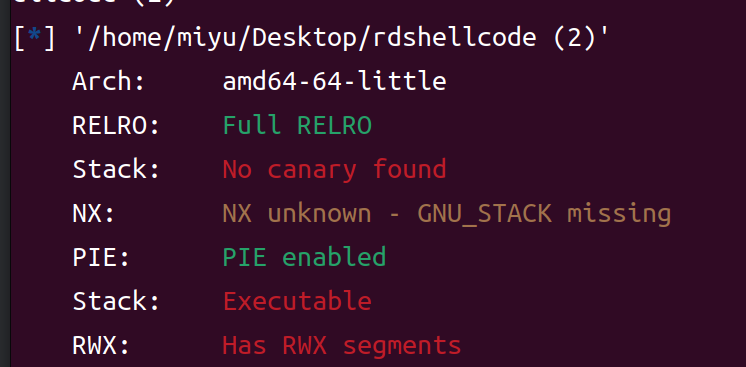 [*] '/home/miyu/Desktop/rdshellcode (2)'
Arch: amd64-64-little
RELRO: Full RELRO
Stack: No canary found
NX: NX unknown - GNU_STACK missing
PIE: PIE enabled
Stack: Executable
RWX: Has RWX segments